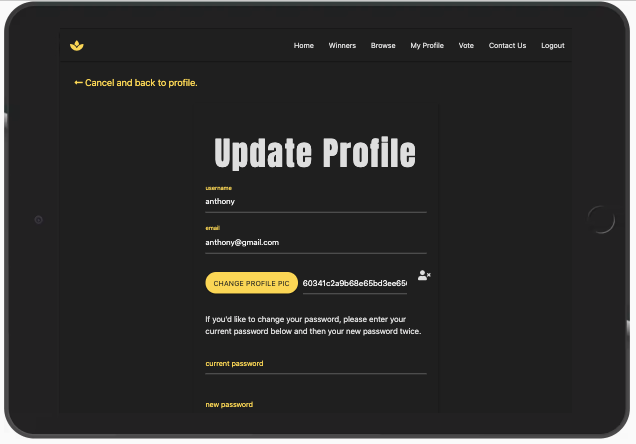 Home Winners Browse My Profile Vote Contact Us Logout
← Cancel and back to profile.
Update Profile
username
anthony
email
anthony@gmail.com
CHANGE PROFILE PIC 60341c2a9b68e65bd3ee65
If you'd like to change your password, please enter your
current password below and then your new password twice.
current password
new password